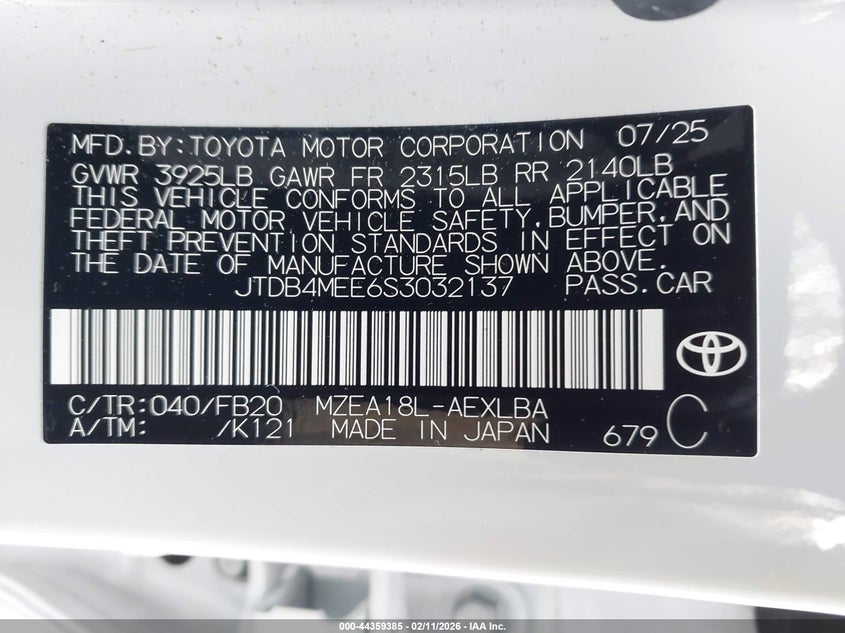 MFD.BY:TOYOTA MOTOR CORPORATION 07/25
GVWR 3925LB GAWR FR 2315LB RR 2140LB
THIS VEHICLE CONFORMS TO ALL APPLICABLE
FEDERAL MOTOR VEHICLE SAFETY,BUMPER,AND
THEFT PREVENTION STANDARDS IN EFFECT ON
THE DATE OF MANUFACTURE SHOWN ABOVE.
JTDB4MEE6S3032137 PASS.CAR
C/TR:040/FB20 MZEA18L-AEXLBA
A/TM: /K121 MADE IN JAPAN 679 C
000-44359385 - 02/11/2026 - IAA Inc.